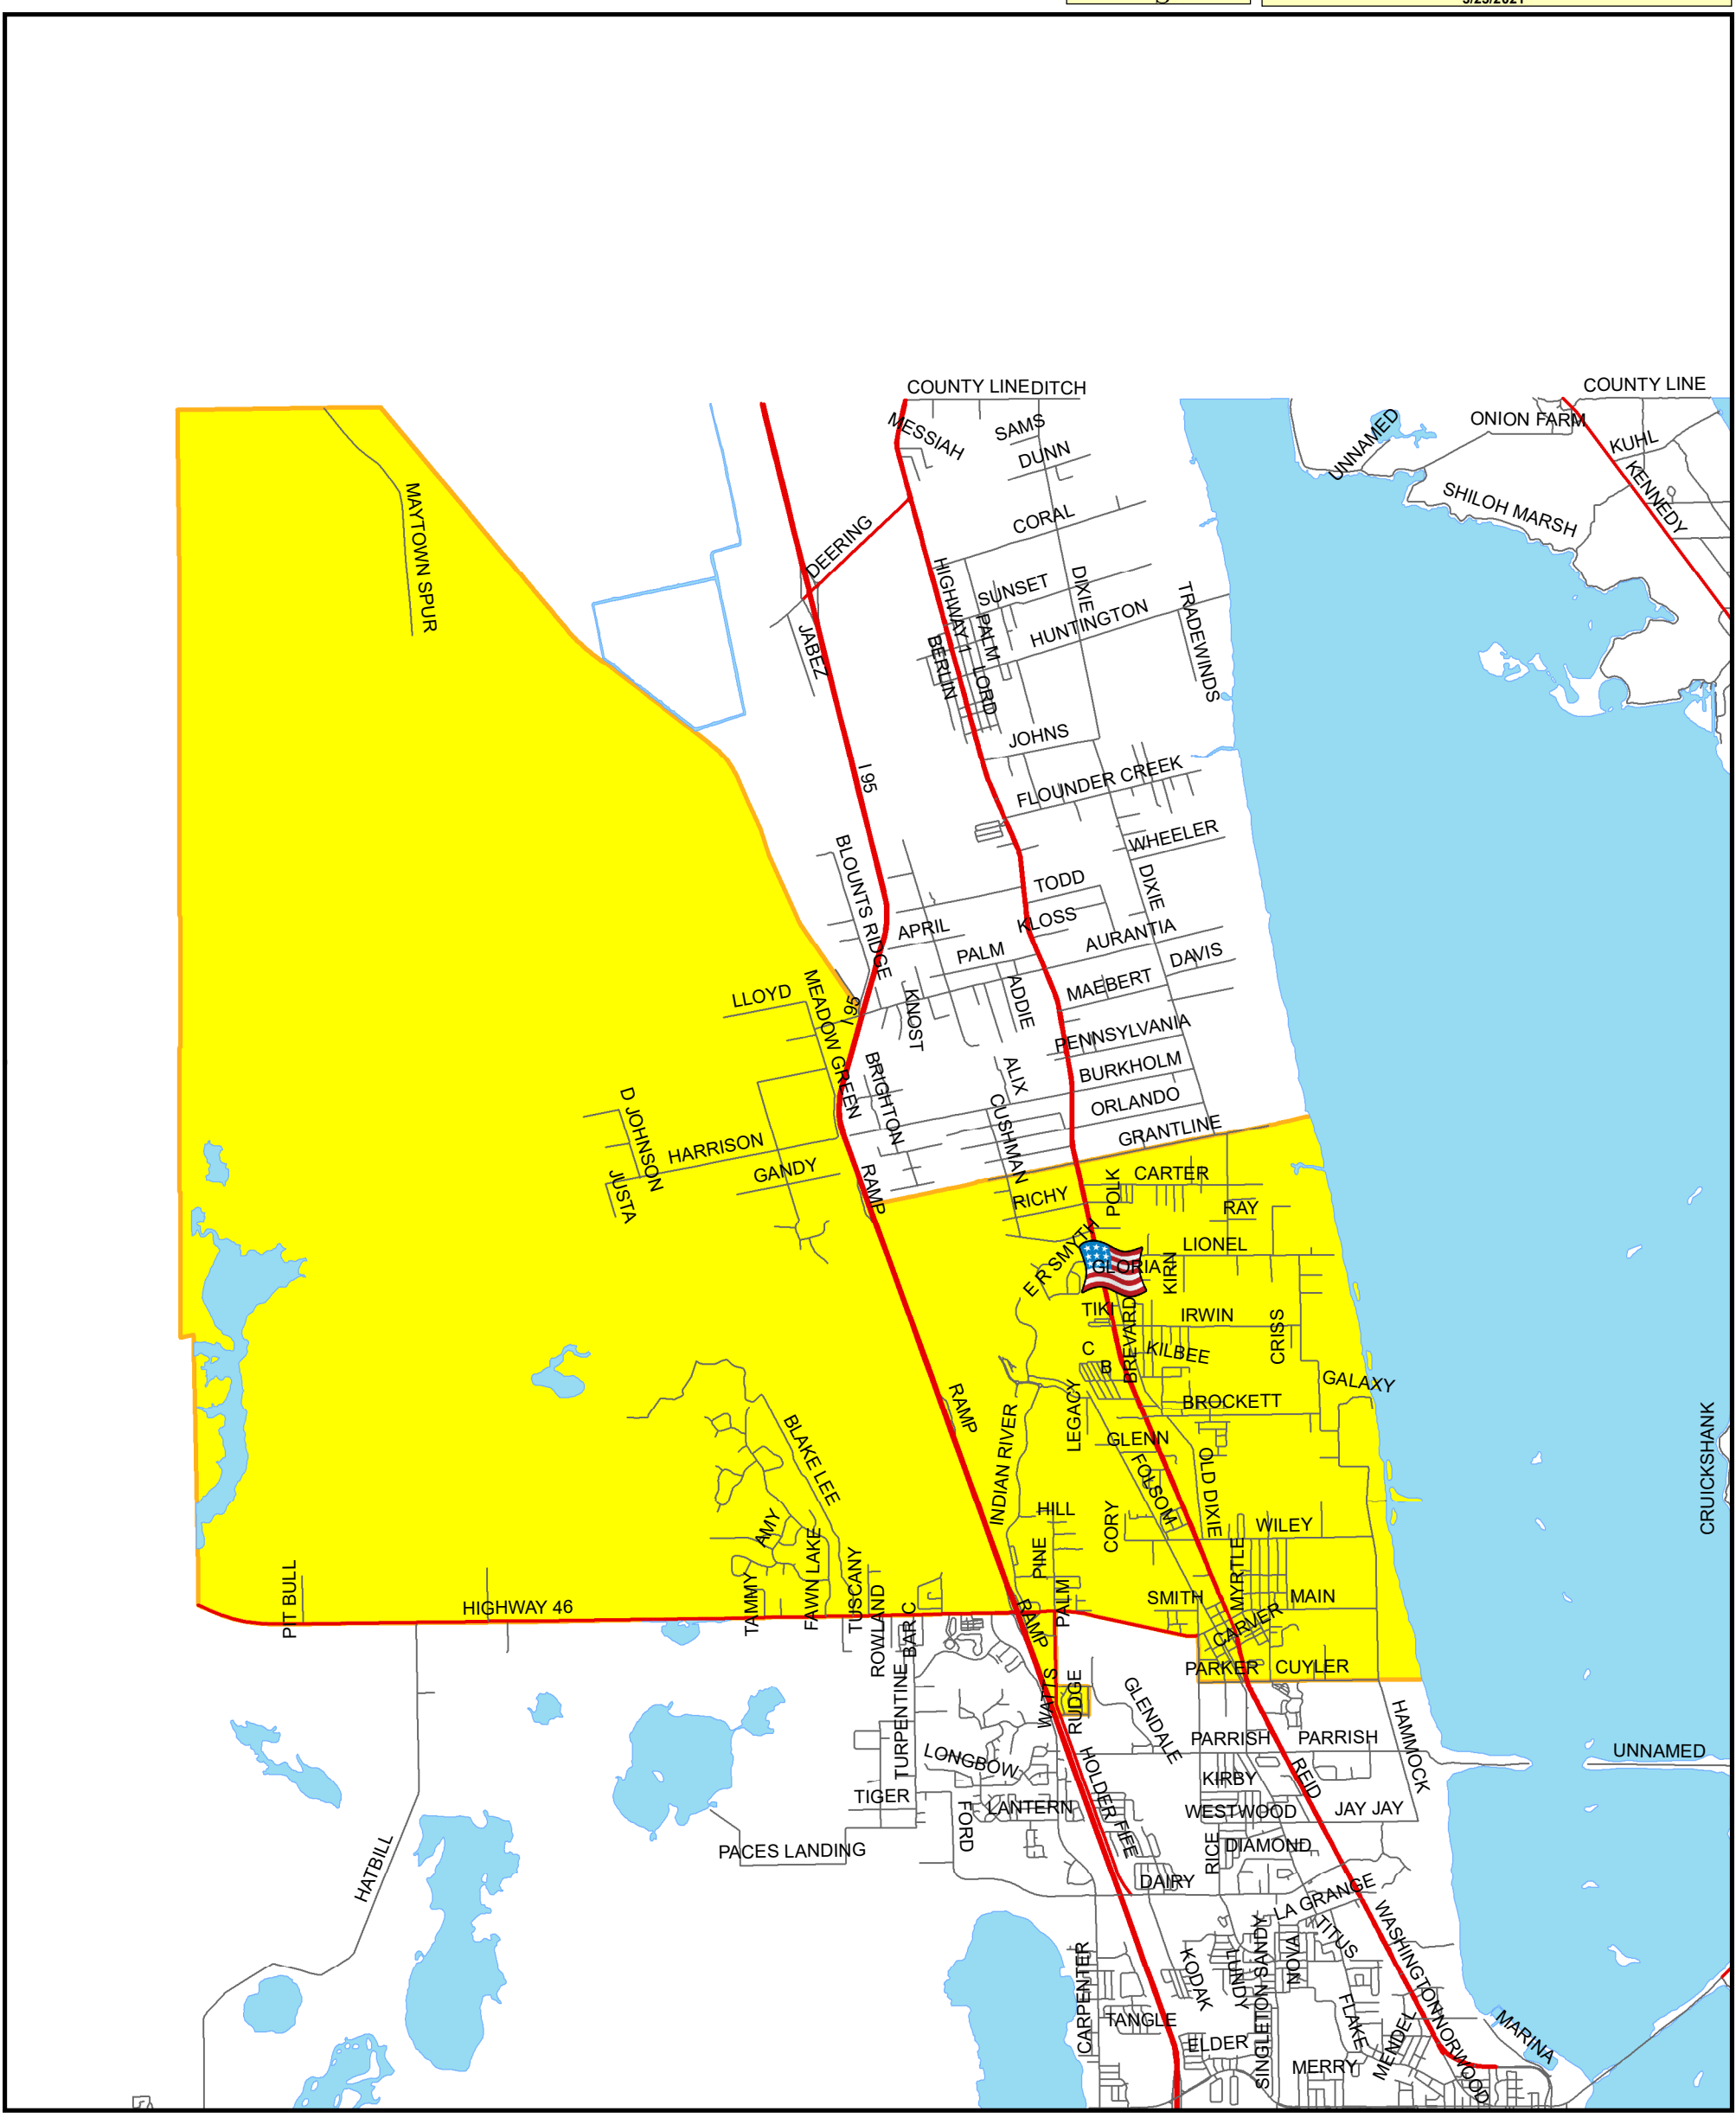 COUNTY LINE
DITCH
COUNTY LINE
MESSIAH
SAMS
DUNN
UNNAMED
ONION FARM
KUHL
KENNEDY
SHILOH MARSH
MAYTOWN SPUR
DEERING
CORAL
HIGHWAY 1
SUNSET
DIXIE
HUNTINGTON
TRADEWINDS
JABEZ
BERLIN
PALM
LORD
JOHNS
I 95
FLOUNDER CREEK
WHEELER
BLOUNTS RIDGE
TODD
DIXIE
APRIL
KLOSS
AURANTIA
PALM
DAVIS
LLOYD
MEADOW GREEN
I 95
KNOST
ADDIE
MAEBERT
PENNSYLVANIA
BRIGHTON
ALIX
BURKHOLM
D JOHNSON
CUSHMAN
ORLANDO
HARRISON
GRANTLINE
GANDY
JUSTA
RAMP
RICHY
POLK
CARTER
RAY
E R SMYTH
LIONEL
GLORIA
KIRN
TIKI
BREVARD
IRWIN
CRISS
C
B
KILBEE
GALAXY
RAMP
LEGACY
BROCKETT
BLAKE LEE
INDIAN RIVER
GLENN
FOLSOM
OLD DIXIE
CRUICKSHANK
AMY
HILL
CORY
WILEY
PIT BULL
TAMMY
FAWN LAKE
TUSCANY
ROWLAND
BAR C
PINE
PALM
MYRTLE
SMITH
MAIN
HIGHWAY 46
RAMP
CARVER
PARKER
CUYLER
TURPENTINE
WATTS
RUDGE
GLENDALE
HAMMOCK
PARRISH
PARRISH
UNNAMED
LONGBOW
HOLDER
KIRBY
REID
TIGER
FORD
LANTERN
FIFE
WESTWOOD
JAY JAY
PACES LANDING
RICE
DIAMOND
HATBILL
DAIRY
LA GRANGE
TITUS
WASHINGTON
CARPENTER
KODAK
LUNDY
SANDY
NOVA
TANGLE
SINGLETON
FLAKE
MENDEL
NORWOOD
MARINA
ELDER
MERRY